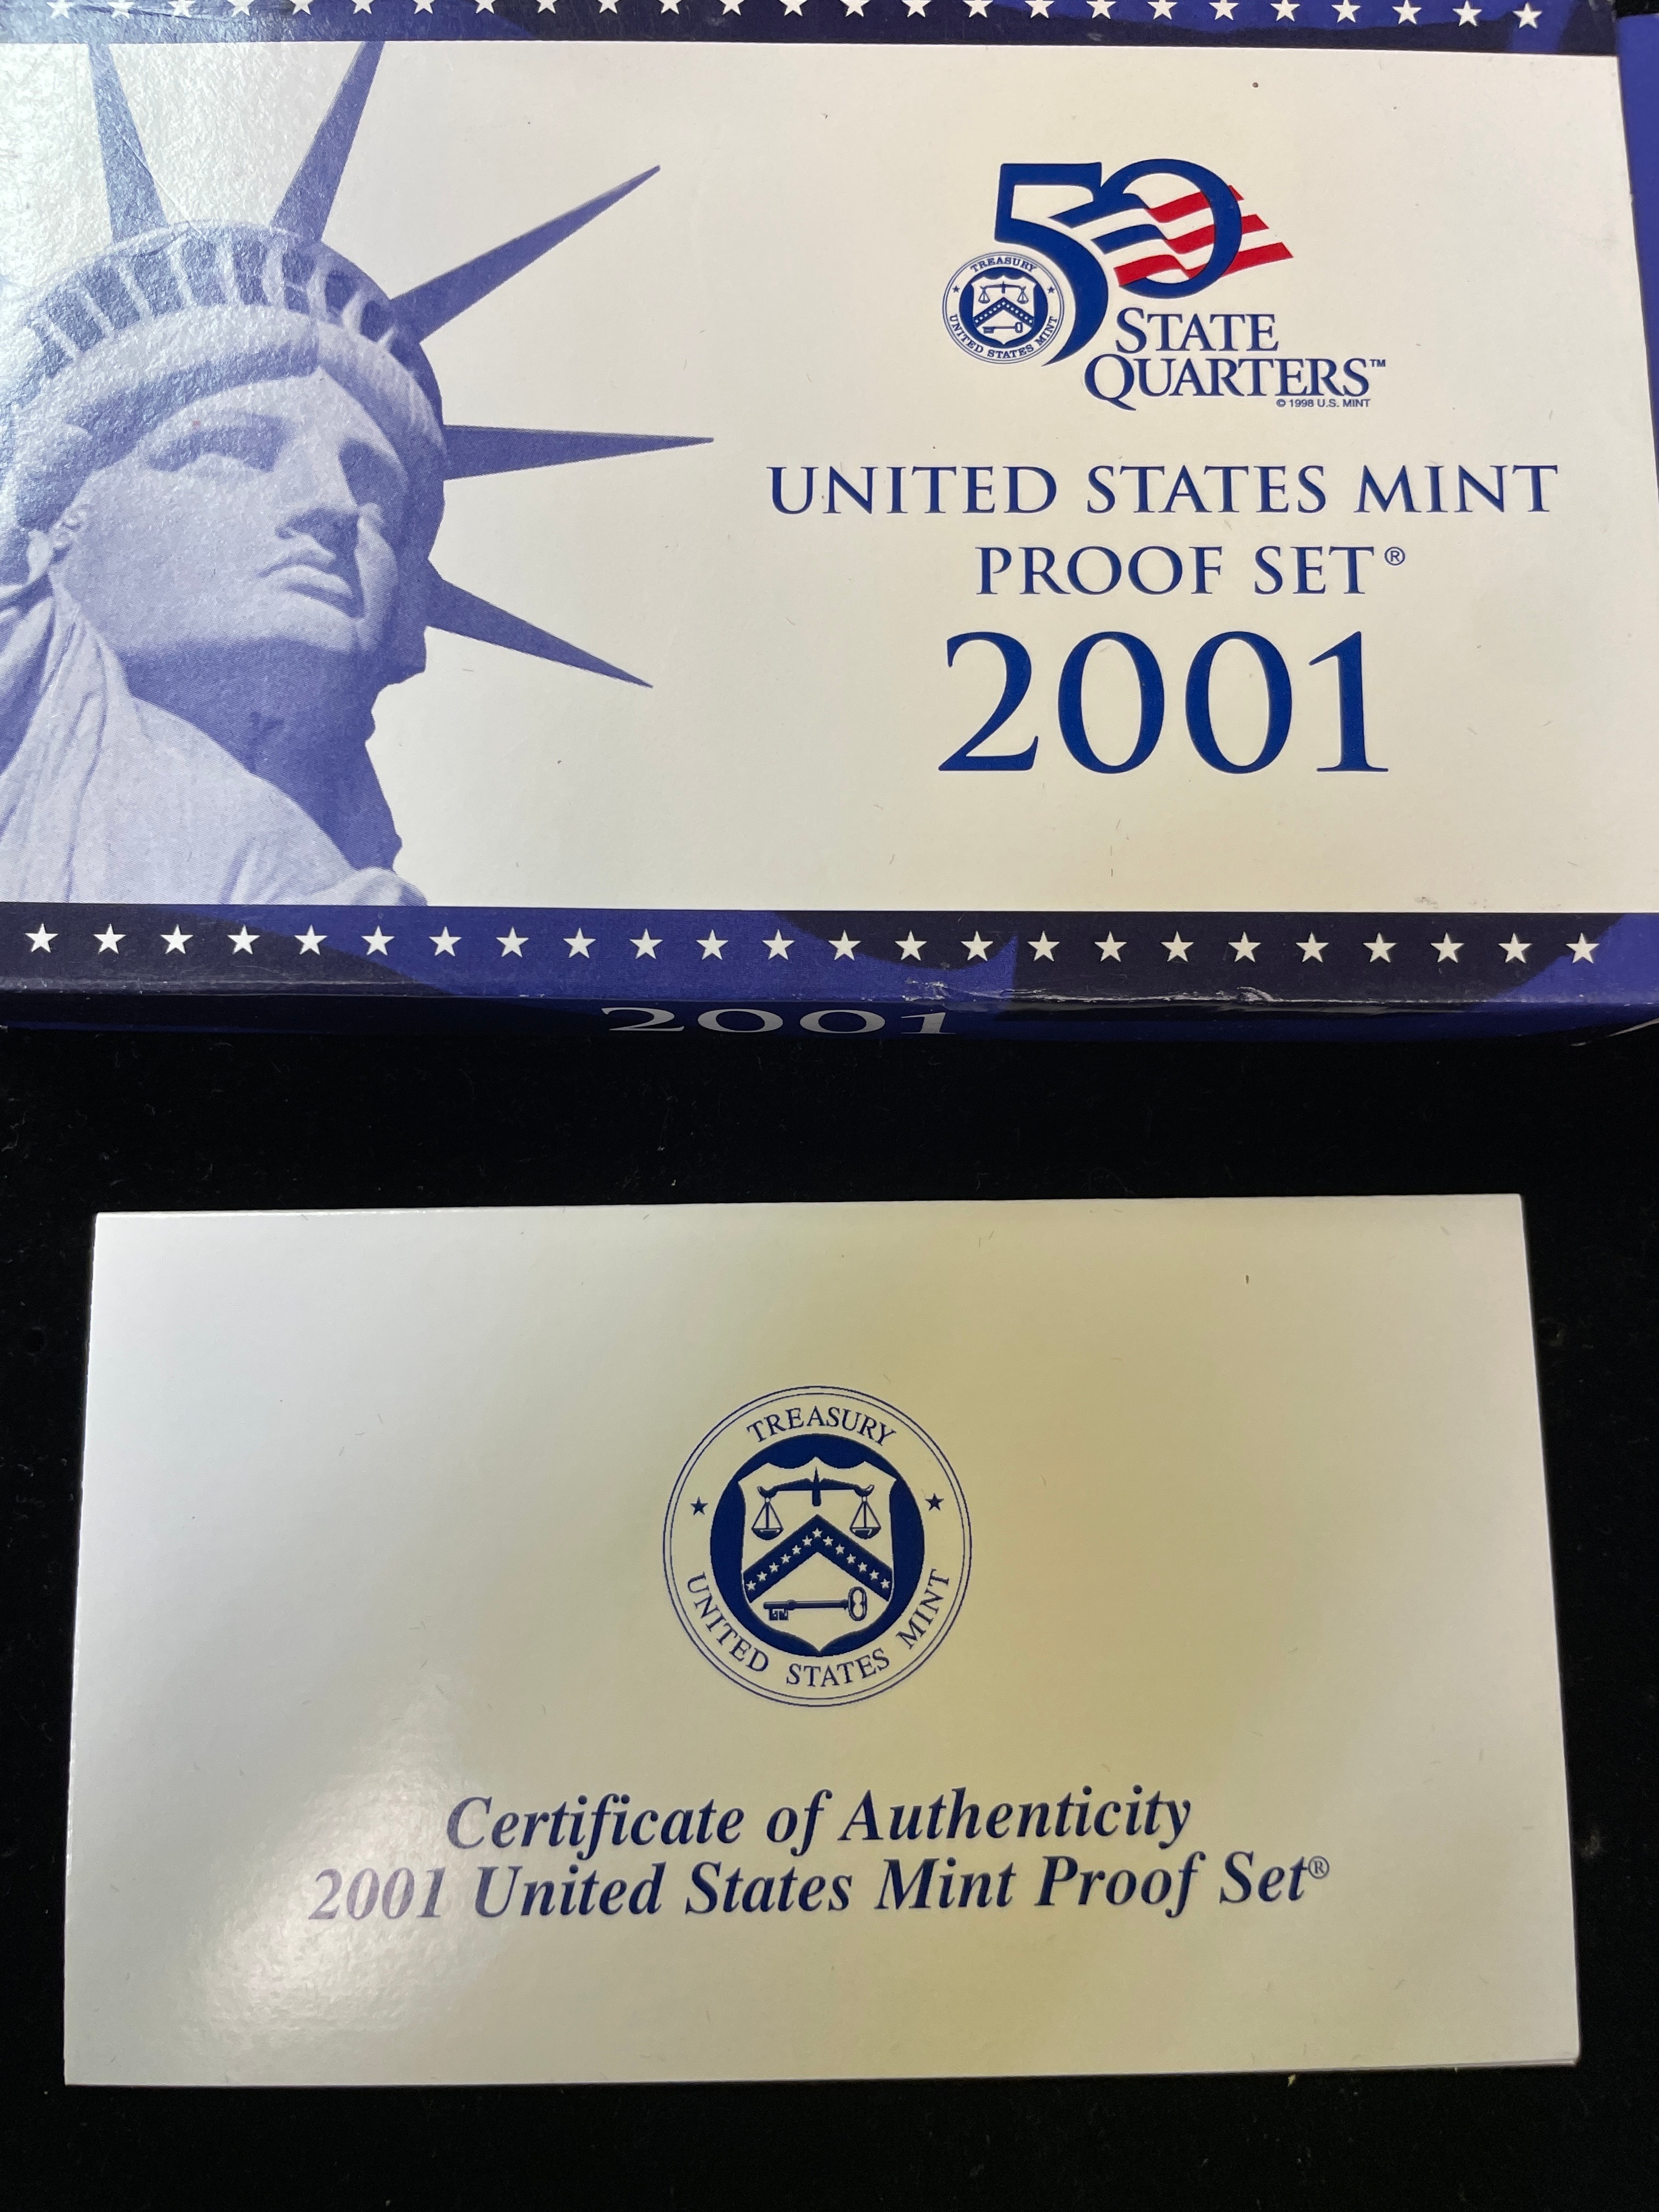 50
TREASURY
UNITED STATES MINT
STATE
QUARTERS™
© 1998 U.S. MINT
UNITED STATES MINT
PROOF SET®
2001
2001
TREASURY
UNITED STATES MINT
Certificate of Authenticity
2001 United States Mint Proof Set®